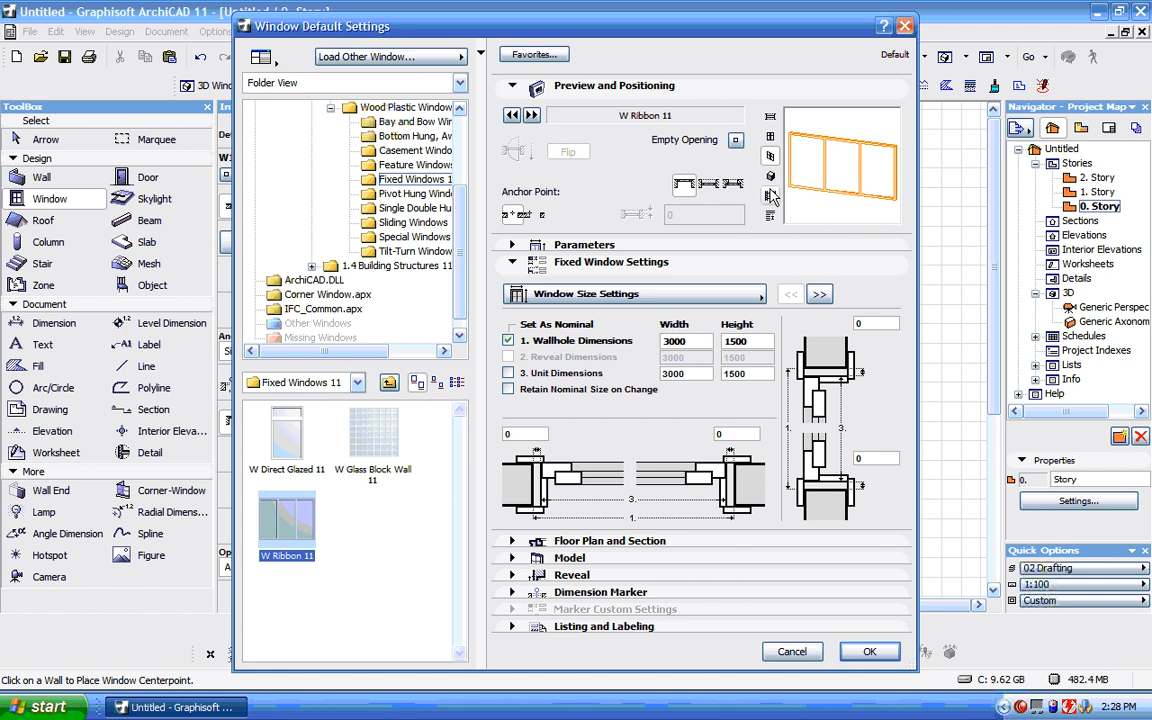 Untitled - Graphisoft ArchiCAD 11 - [Untitled / 0. Story]
Window Default Settings
File Edit View Design Document Options
3D Wind
ToolBox
Select
Arrow
Marquee
Design
Wall
Door
Window
Skylight
Roof
Beam
Column
Slab
Stair
Mesh
Zone
Object
Document
Dimension
Level Dimension
Text
Label
Fill
Line
Arc/Circle
Polyline
Drawing
Section
Elevation
Interior Eleva...
Worksheet
Detail
More
Wall End
Corner-Window
Lamp
Radial Dimens...
Angle Dimension
Spline
Hotspot
Figure
Camera
Load Other Window...
Folder View
Wood Plastic Window
Bay and Bow Win
Bottom Hung, Aw
Casement Windo
Feature Windows
Fixed Windows 1
Pivot Hung Windo
Single Double Hu
Sliding Windows
Special Windows
Tilt-Turn Window
1.4 Building Structures 11
ArchiCAD.DLL
Corner Window.apx
IFC_Common.apx
Other Windows
Missing Windows
Fixed Windows 11
W Direct Glazed 11
W Glass Block Wall
11
W Ribbon 11
Favorites...
Default
Preview and Positioning
W Ribbon 11
Empty Opening
Flip
Anchor Point:
0
Parameters
Fixed Window Settings
Window Size Settings
<<
>>
Set As Nominal Width Height
1. Wallhole Dimensions 3000 1500
2. Reveal Dimensions 3000 1500
3. Unit Dimensions 3000 1500
Retain Nominal Size on Change
0
0
0
0
1.
3.
3.
1.
Floor Plan and Section
Model
Reveal
Dimension Marker
Marker Custom Settings
Listing and Labeling
Cancel
OK
Go
Navigator - Project Map
Untitled
Stories
2. Story
1. Story
0. Story
Sections
Elevations
Interior Elevations
Worksheets
Details
3D
Generic Perspec
Generic Axonom
Schedules
Project Indexes
Lists
Info
Help
Properties
0. Story
Settings...
Quick Options
02 Drafting
1:100
Custom
Click on a Wall to Place Window Centerpoint.
C: 9.62 GB
482.4 MB
start
Untitled - Graphisoft ...
2:28 PM